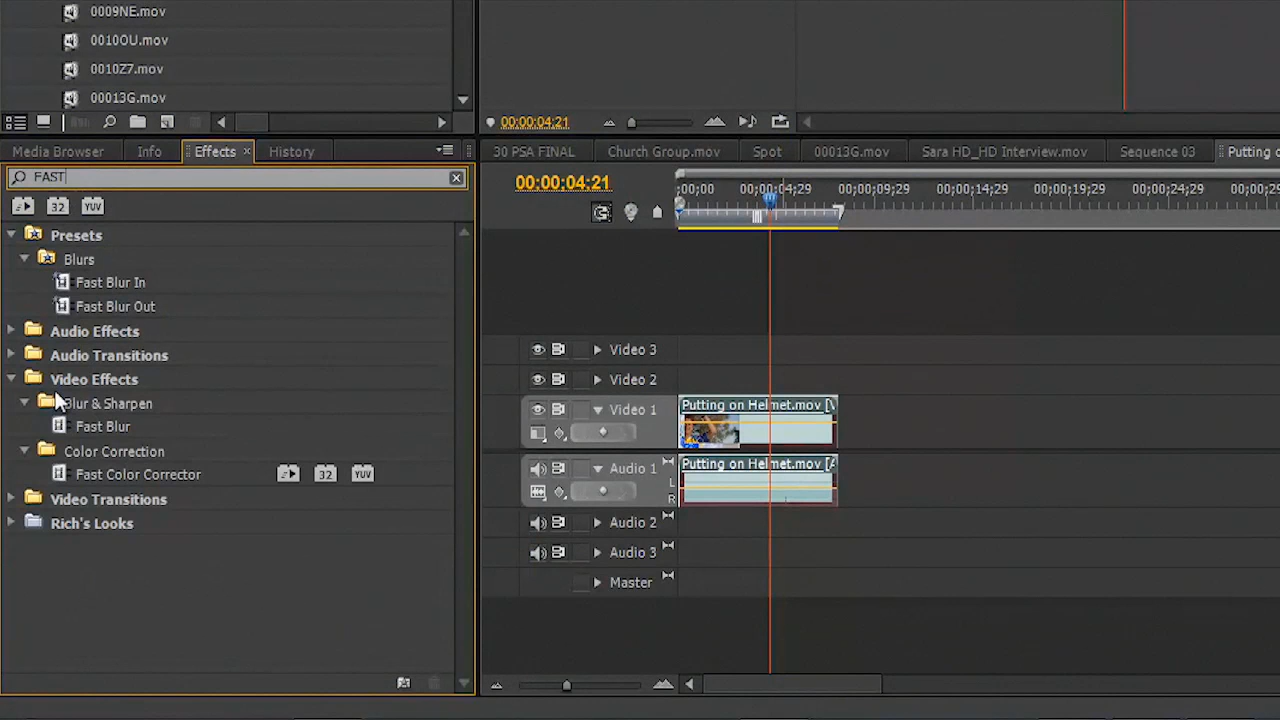 0009NE.mov
0010OU.mov
0010Z7.mov
00013G.mov
00;00;04;21
Media Browser Info Effects × History
30 PSA FINAL Church Group.mov Spot 00013G.mov Sara HD_HD Interview.mov Sequence 03 Putting o
FAST
00;00;04;21
;00;00 00;00;04;29 00;00;09;29 00;00;14;29 00;00;19;29 00;00;24;29 00;00;2
32 YUV
Presets
Blurs
Fast Blur In
Fast Blur Out
Audio Effects
Audio Transitions
Video Effects
Blur & Sharpen
Fast Blur
Color Correction
Fast Color Corrector 32 YUV
Video Transitions
Rich's Looks
Video 3
Video 2
Video 1
Putting on Helmet.mov [V
Audio 1
L
R
Putting on Helmet.mov [A
Audio 2
Audio 3
Master